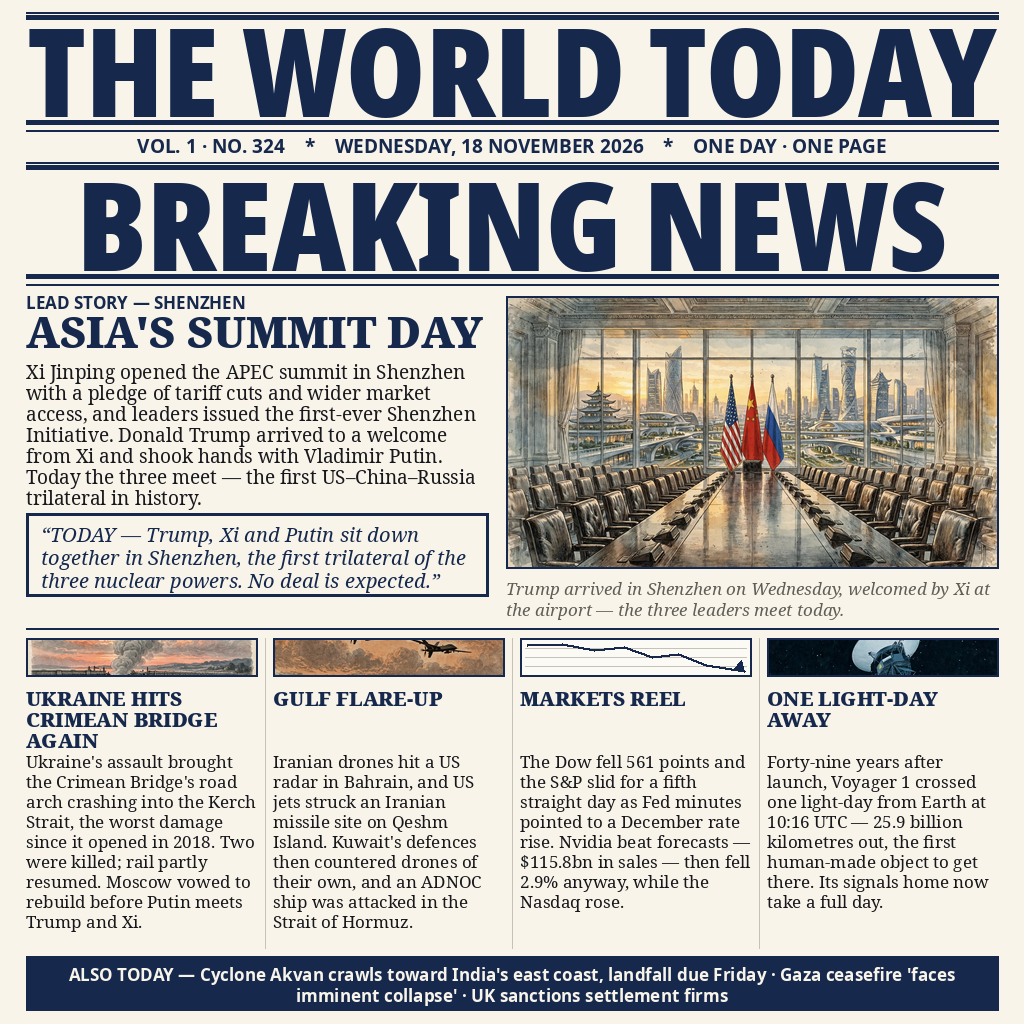 THE WORLD TODAY
VOL. 1 · NO. 324 * WEDNESDAY, 18 NOVEMBER 2026 * ONE DAY · ONE PAGE
BREAKING NEWS
LEAD STORY — SHENZHEN
ASIA'S SUMMIT DAY
Xi Jinping opened the APEC summit in Shenzhen
with a pledge of tariff cuts and wider market
access, and leaders issued the first-ever Shenzhen
Initiative. Donald Trump arrived to a welcome
from Xi and shook hands with Vladimir Putin.
Today the three meet — the first US–China–Russia
trilateral in history.
“TODAY — Trump, Xi and Putin sit down
together in Shenzhen, the first trilateral of the
three nuclear powers. No deal is expected.”
Trump arrived in Shenzhen on Wednesday, welcomed by Xi at
the airport — the three leaders meet today.
UKRAINE HITS
CRIMEAN BRIDGE
AGAIN
Ukraine's assault brought
the Crimean Bridge's road
arch crashing into the Kerch
Strait, the worst damage
since it opened in 2018. Two
were killed; rail partly
resumed. Moscow vowed to
rebuild before Putin meets
Trump and Xi.
GULF FLARE-UP
Iranian drones hit a US
radar in Bahrain, and US
jets struck an Iranian
missile site on Qeshm
Island. Kuwait's defences
then countered drones of
their own, and an ADNOC
ship was attacked in the
Strait of Hormuz.
MARKETS REEL
The Dow fell 561 points and
the S&P slid for a fifth
straight day as Fed minutes
pointed to a December rate
rise. Nvidia beat forecasts —
$115.8bn in sales — then fell
2.9% anyway, while the
Nasdaq rose.
ONE LIGHT-DAY
AWAY
Forty-nine years after
launch, Voyager 1 crossed
one light-day from Earth at
10:16 UTC — 25.9 billion
kilometres out, the first
human-made object to get
there. Its signals home now
take a full day.
ALSO TODAY — Cyclone Akvan crawls toward India's east coast, landfall due Friday · Gaza ceasefire 'faces
imminent collapse' · UK sanctions settlement firms